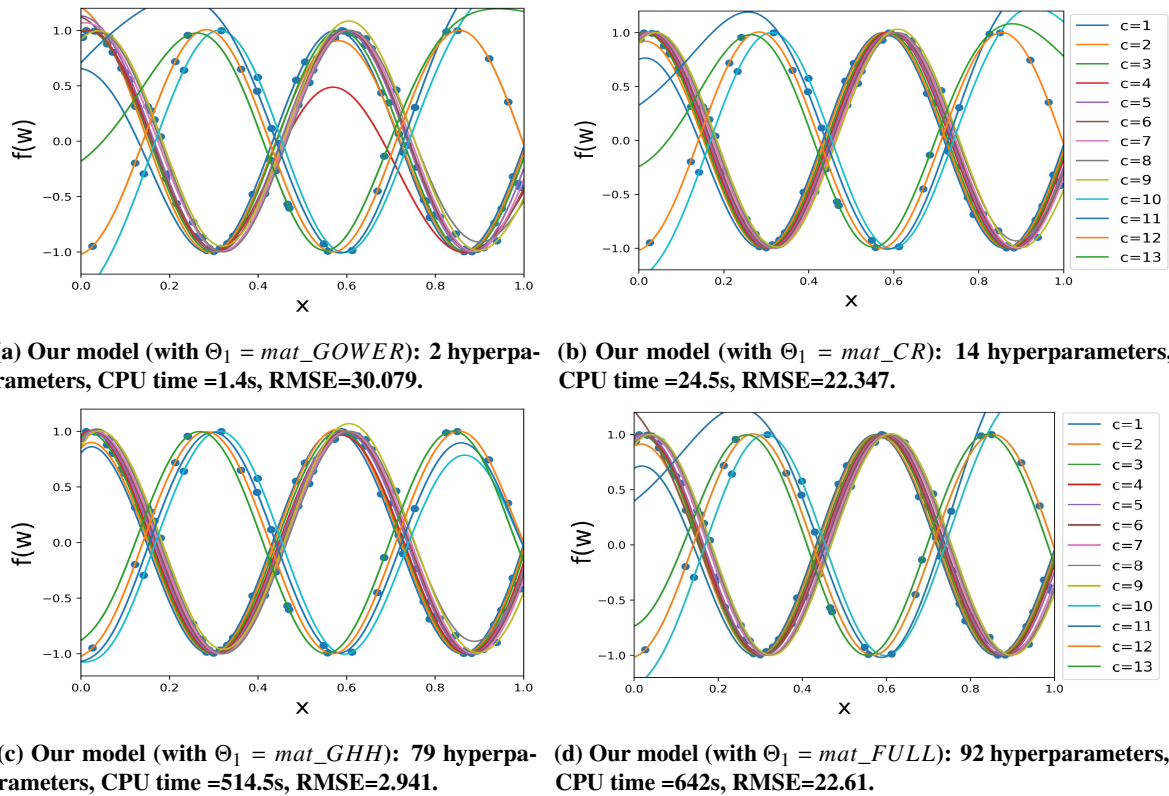 1.0
0.5
0.0
−0.5
−1.0
f(w)
0.0 0.2 0.4 0.6 0.8 1.0
x
1.0
0.5
0.0
−0.5
−1.0
f(w)
0.0 0.2 0.4 0.6 0.8 1.0
x
c=1
c=2
c=3
c=4
c=5
c=6
c=7
c=8
c=9
c=10
c=11
c=12
c=13
(a) Our model (with Θ1 = mat_GOWER): 2 hyperpa-
rameters, CPU time =1.4s, RMSE=30.079.
(b) Our model (with Θ1 = mat_CR): 14 hyperparameters,
CPU time =24.5s, RMSE=22.347.
1.0
0.5
0.0
−0.5
−1.0
f(w)
0.0 0.2 0.4 0.6 0.8 1.0
x
1.0
0.5
0.0
−0.5
−1.0
f(w)
0.0 0.2 0.4 0.6 0.8 1.0
x
c=1
c=2
c=3
c=4
c=5
c=6
c=7
c=8
c=9
c=10
c=11
c=12
c=13
(c) Our model (with Θ1 = mat_GHH): 79 hyperpa-
rameters, CPU time =514.5s, RMSE=2.941.
(d) Our model (with Θ1 = mat_FULL): 92 hyperparameters,
CPU time =642s, RMSE=22.61.